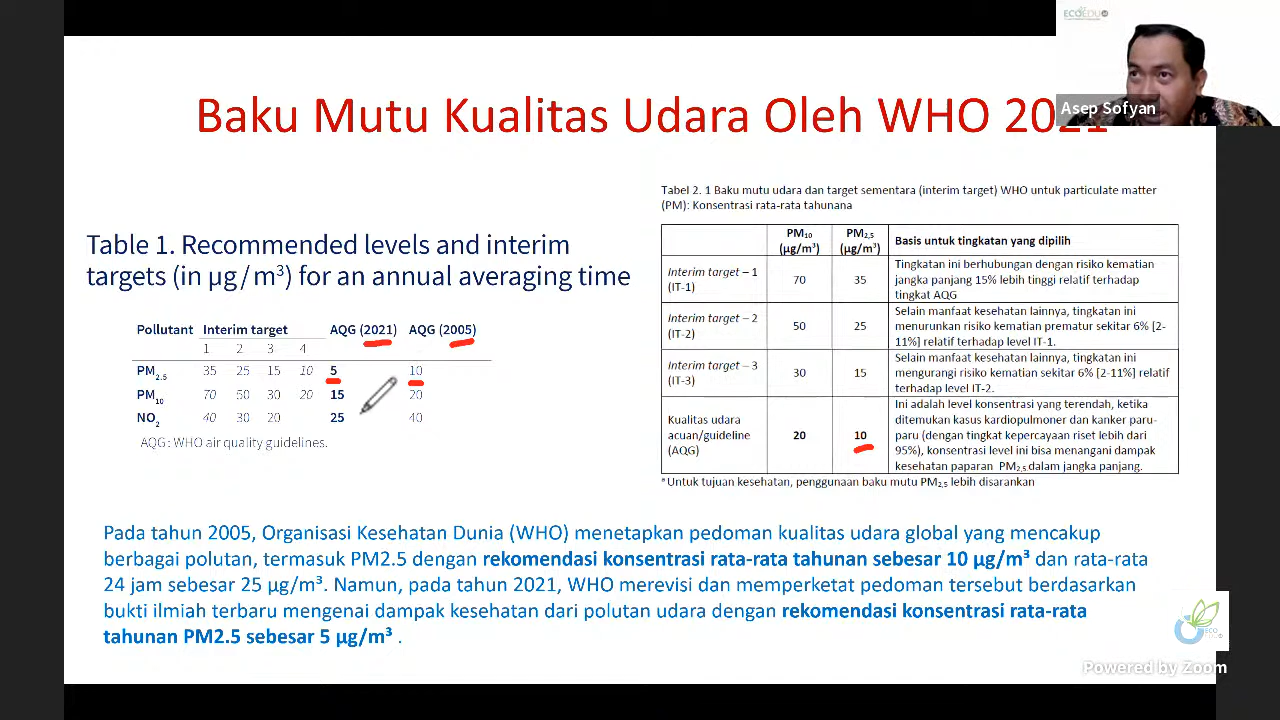 ECOEDU
Asep Sofyan
Baku Mutu Kualitas Udara Oleh WHO 2021
Table 1. Recommended levels and interim
targets (in µg/m³) for an annual averaging time
Pollutant Interim target AQG (2021) AQG (2005)
1 2 3 4
PM2.5 35 25 15 10 5 10
PM10 70 50 30 20 15 20
NO2 40 30 20 25 40
AQG: WHO air quality guidelines.
Tabel 2. 1 Baku mutu udara dan target sementara (interim target) WHO untuk particulate matter
(PM): Konsentrasi rata-rata tahunana
PM10 (µg/m³) PM2,5 (µg/m³) Basis untuk tingkatan yang dipilih
Interim target – 1 (IT-1) 70 35 Tingkatan ini berhubungan dengan risiko kematian
jangka panjang 15% lebih tinggi relatif terhadap
tingkat AQG
Interim target – 2 (IT-2) 50 25 Selain manfaat kesehatan lainnya, tingkatan ini
menurunkan risiko kematian prematur sekitar 6% [2-
11%] relatif terhadap level IT-1.
Interim target – 3 (IT-3) 30 15 Selain manfaat kesehatan lainnya, tingkatan ini
mengurangi risiko kematian sekitar 6% [2-11%] relatif
terhadap level IT-2.
Kualitas udara acuan/guideline (AQG) 20 10 Ini adalah level konsentrasi yang terendah, ketika
ditemukan kasus kardiopulmoner dan kanker paru-
paru (dengan tingkat kepercayaan riset lebih dari
95%), konsentrasi level ini bisa menangani dampak
kesehatan paparan PM2,5 dalam jangka panjang.
a Untuk tujuan kesehatan, penggunaan baku mutu PM2,5 lebih disarankan
Pada tahun 2005, Organisasi Kesehatan Dunia (WHO) menetapkan pedoman kualitas udara global yang mencakup
berbagai polutan, termasuk PM2.5 dengan rekomendasi konsentrasi rata-rata tahunan sebesar 10 µg/m³ dan rata-rata
24 jam sebesar 25 µg/m³. Namun, pada tahun 2021, WHO merevisi dan memperketat pedoman tersebut berdasarkan
bukti ilmiah terbaru mengenai dampak kesehatan dari polutan udara dengan rekomendasi konsentrasi rata-rata
tahunan PM2.5 sebesar 5 µg/m³ .
ECO
EDU
Powered by Zoom